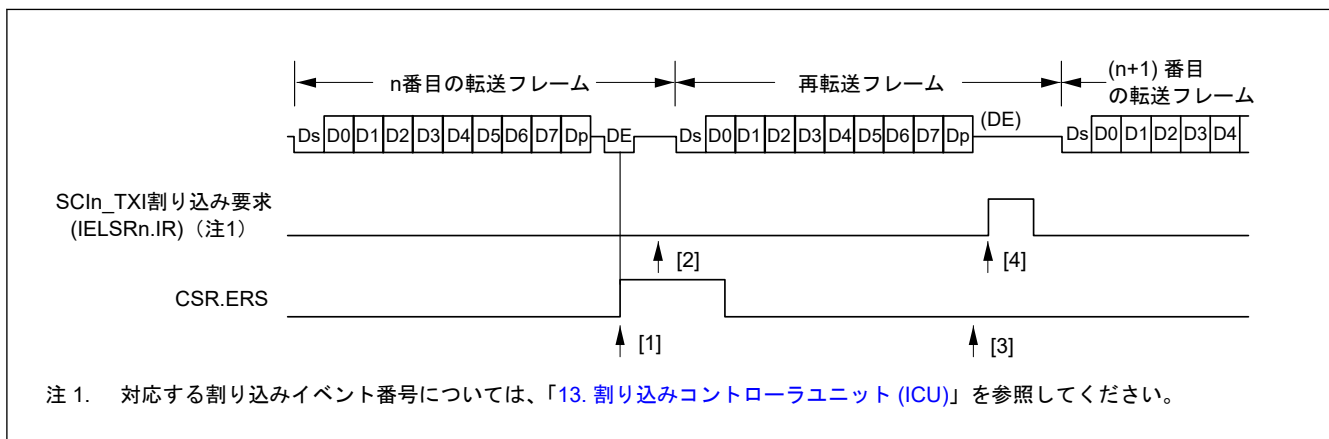 n番目の転送フレーム
再転送フレーム
(n+1) 番目
の転送フレーム
Ds D0 D1 D2 D3 D4 D5 D6 D7 Dp DE Ds D0 D1 D2 D3 D4 D5 D6 D7 Dp (DE) Ds D0 D1 D2 D3 D4
SCIn_TXI割り込み要求
(IELSRn.IR)（注1）
[2] [4]
CSR.ERS
[1] [3]
注 1. 対応する割り込みイベント番号については、「13. 割り込みコントローラユニット (ICU)」を参照してください。